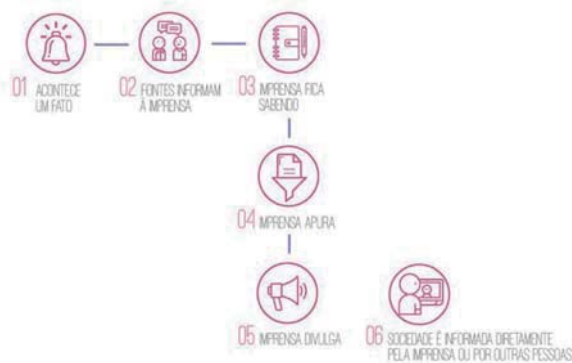 01 ACONTECE
UM FATO
02 FONTES INFORMAM
À IMPRENSA
03 IMPRENSA FICA
SABENDO
04 IMPRENSA APURA
05 IMPRENSA DIVULGA
06 SOCIEDADE É INFORMADA DIRETAMENTE
PELA IMPRENSA OU POR OUTRAS PESSOAS